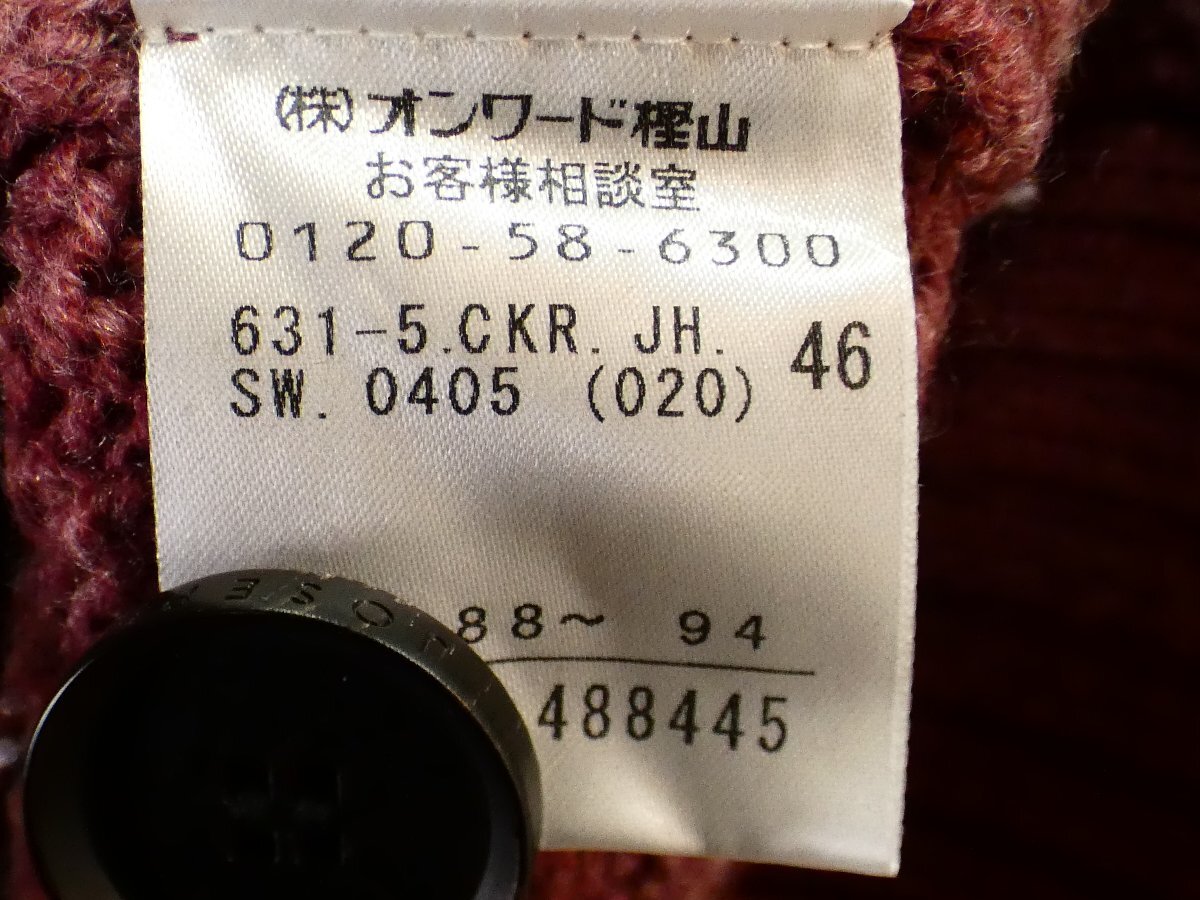 (株)オンワード樫山
お客様相談室
0120-58-6300
631-5.CKR. JH.
46
SW. 0405 (020)
88~ 94
488445
JOSE